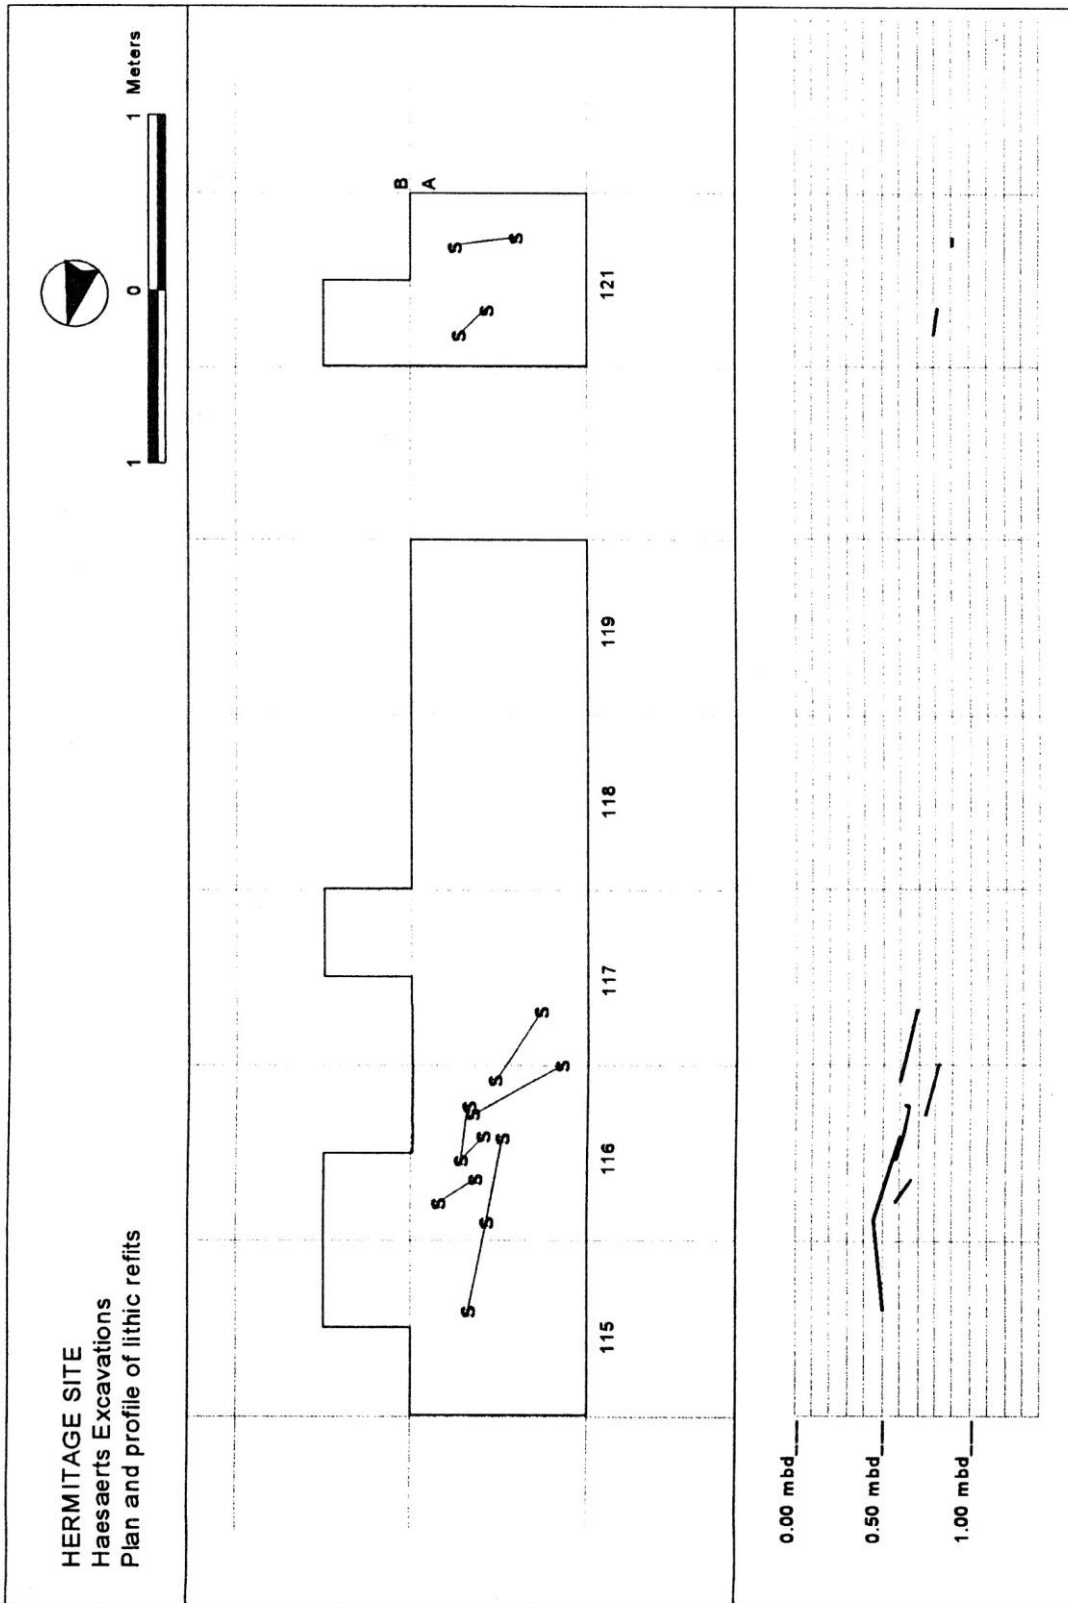 HERMITAGE SITE
Haesaerts Excavations
Plan and profile of lithic refits
1 0 1 Meters
B
A
S S
S S
S S
S S S
S S
S S S
S S
S S
115 116 117 118 119 121
0.00 mbd
0.50 mbd
1.00 mbd